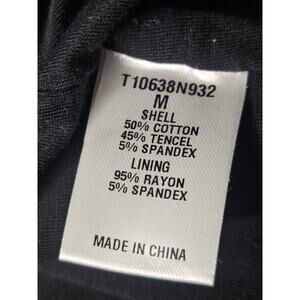 T10638N932
M
SHELL
50% COTTON
45% TENCEL
5% SPANDEX
LINING
95% RAYON
5% SPANDEX
MADE IN CHINA